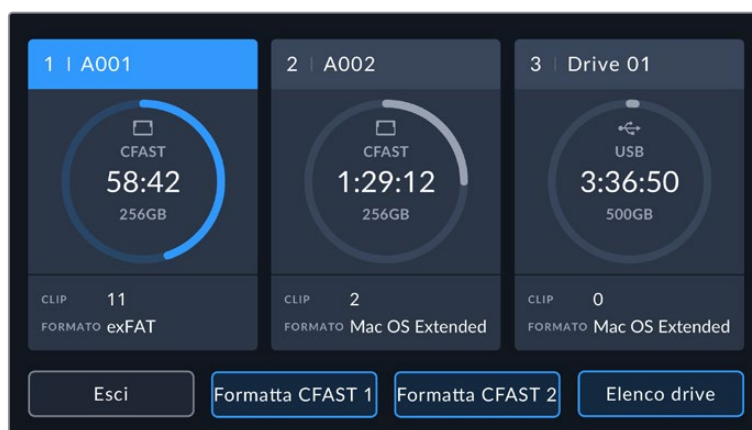 1 | A001
CFAST
58:42
256GB
CLIP 11
FORMATO exFAT
2 | A002
CFAST
1:29:12
256GB
CLIP 2
FORMATO Mac OS Extended
3 | Drive 01
USB
3:36:50
500GB
CLIP 0
FORMATO Mac OS Extended
Esci
Formatta CFAST 1
Formatta CFAST 2
Elenco drive